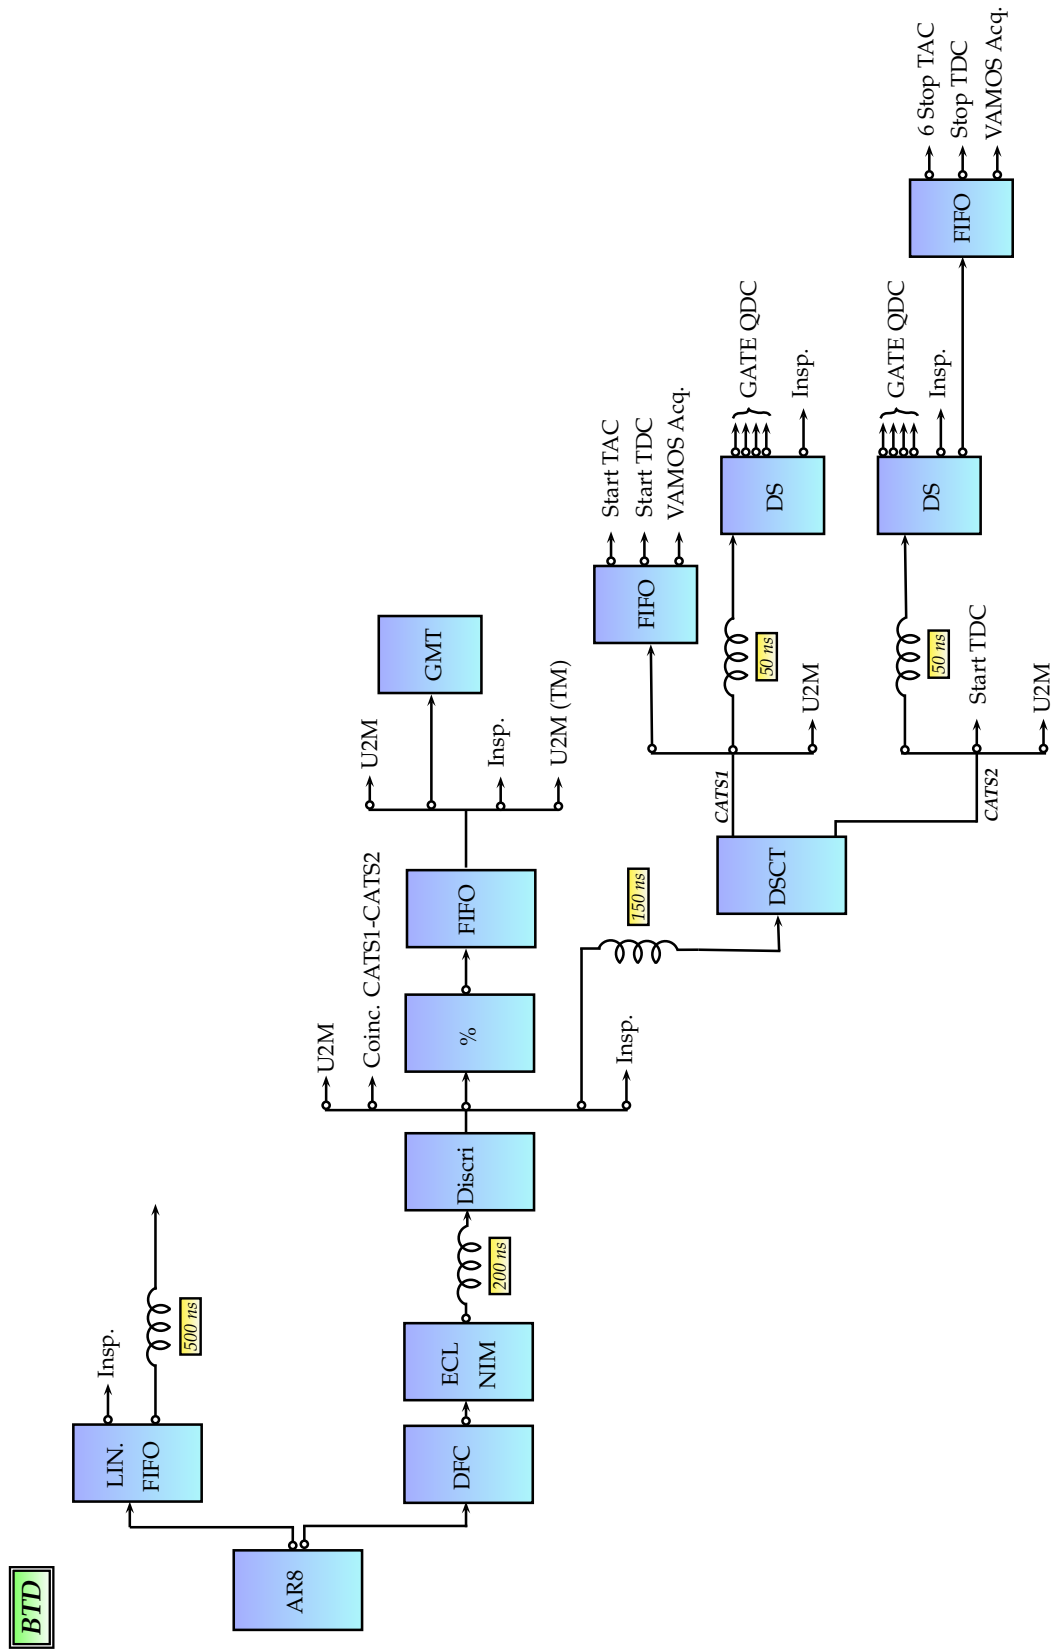 BTD
AR8
LIN.
FIFO
Insp.
500 ns
DFC
ECL
NIM
200 ns
Discri
U2M
Coinc. CATS1-CATS2
Insp.
%
FIFO
U2M
GMT
Insp.
U2M (TM)
150 ns
DSCT
CATS1
CATS2
FIFO
Start TAC
Start TDC
VAMOS Acq.
50 ns
U2M
DS
GATE QDC
Insp.
50 ns
Start TDC
U2M
DS
GATE QDC
Insp.
FIFO
6 Stop TAC
Stop TDC
VAMOS Acq.